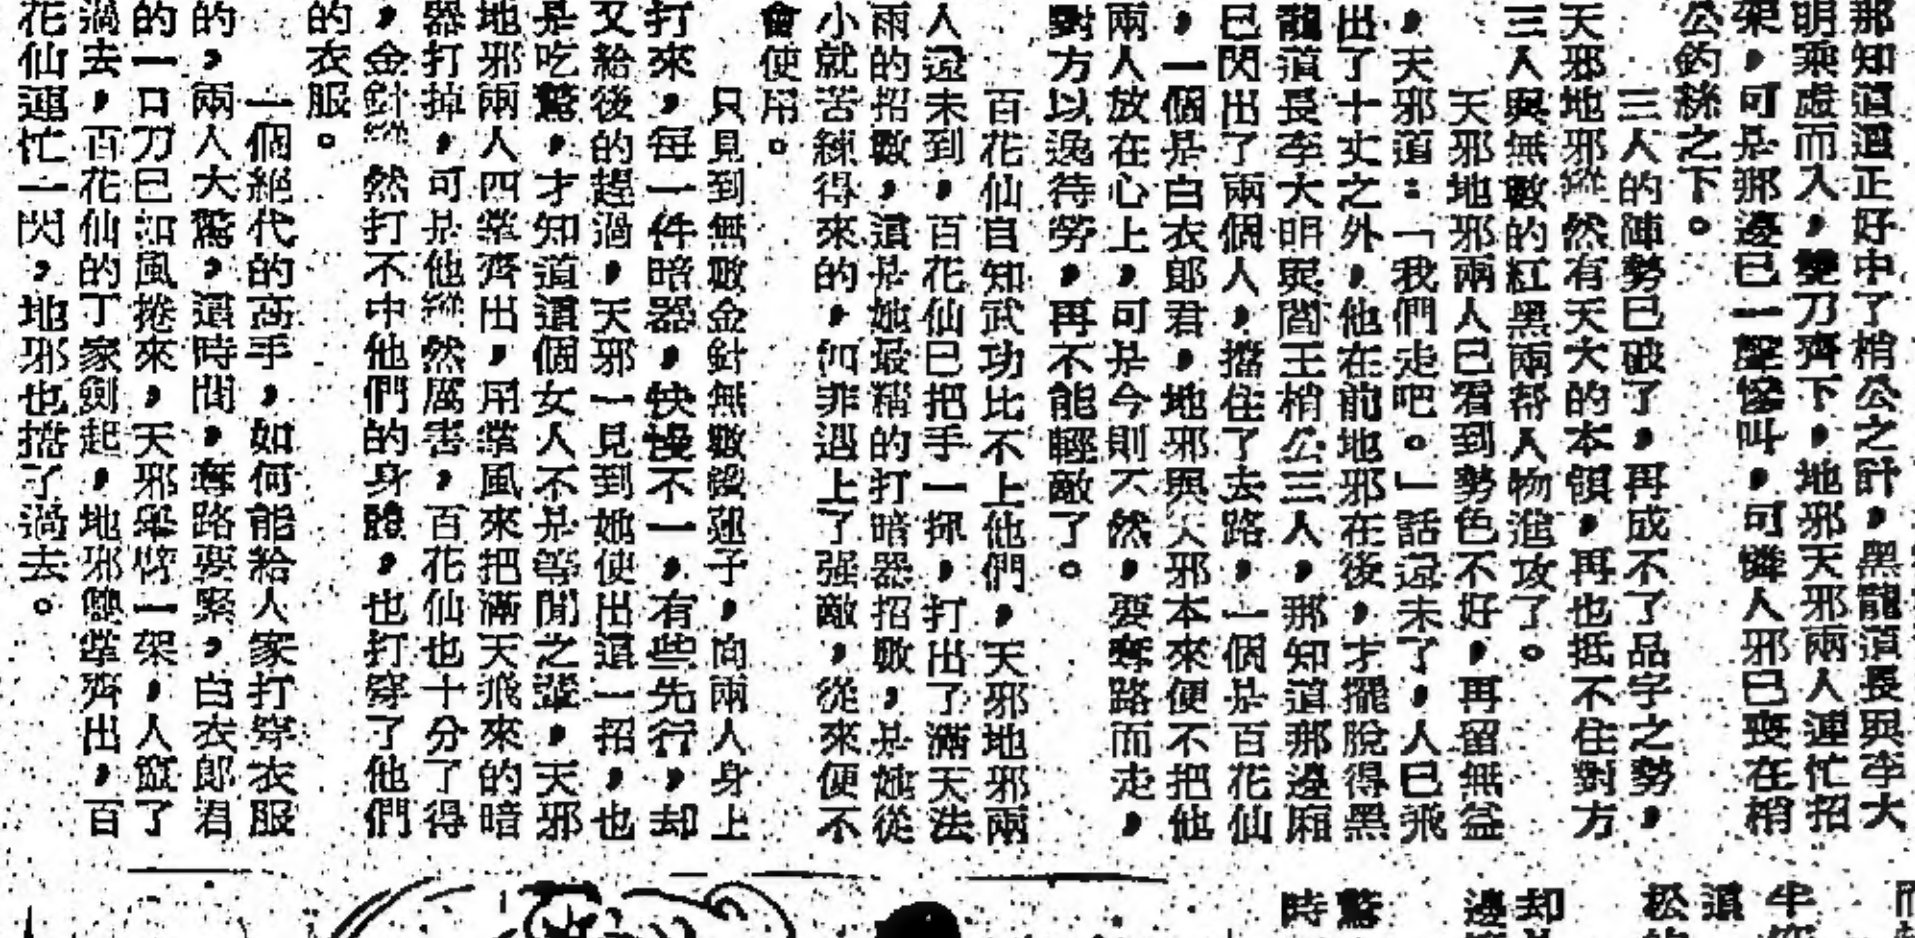 那知道這正好中了梢公之計，黑龍道長與李大
明乘虛而入，雙刀齊下，地邪天邪兩人連忙招
架，可是那邊已一聲慘叫，可憐人邪已喪在梢
公釣絲之下。
三人的陣勢已破了，再成不了品字之勢，
天邪地邪縱然有天大的本領，再也抵不住對方
三人與無數的紅黑兩幫人物進攻了。
天邪地邪兩人已看到勢色不好，再留無益
，天邪道：「我們走吧。」話還未了，人已飛
出了十丈之外，他在前地邪在後，才擺脫得黑
龍道長李大明與閻王梢公三人，那知道那邊廂
已閃出了兩個人，擋住了去路，一個是百花仙
，一個是白衣郎君，地邪與天邪本來便不把他
兩人放在心上，可是今則不然，要奪路而走，
對方以逸待勞，再不能輕敵了。
百花仙自知武功比不上他們，天邪地邪兩
人還未到，百花仙已把手一揮，打出了滿天法
雨的招數，這是她最精的打暗器招數，是她從
小就苦練得來的，如非遇上了强敵，從來便不
會使用。
只見到無數金針無數鐵蓮子，向兩人身上
打來，每一件暗器，快慢不一，有些先行，却
又給後的趕過，天邪一見到她使出這一招，也
是吃驚，才知道這個女人不是等閒之輩，天邪
地邪兩人四掌齊出，用掌風來把滿天飛來的暗
器打掉，可是他縱然厲害，百花仙也十分了得
，金針縱然打不中他們的身體，也打穿了他們
的衣服。
一個絕代的高手，如何能給人家打穿衣服
的，兩人大驚，這時間，奪路要緊，白衣郎君
的一口刀已如風捲來，天邪舉臂一架，人竄了
過去，百花仙的丁家劍起，地邪雙掌齊出，百
花仙連忙一閃，地邪也擋了過去。
牛
這
松
却
邊
驚
時